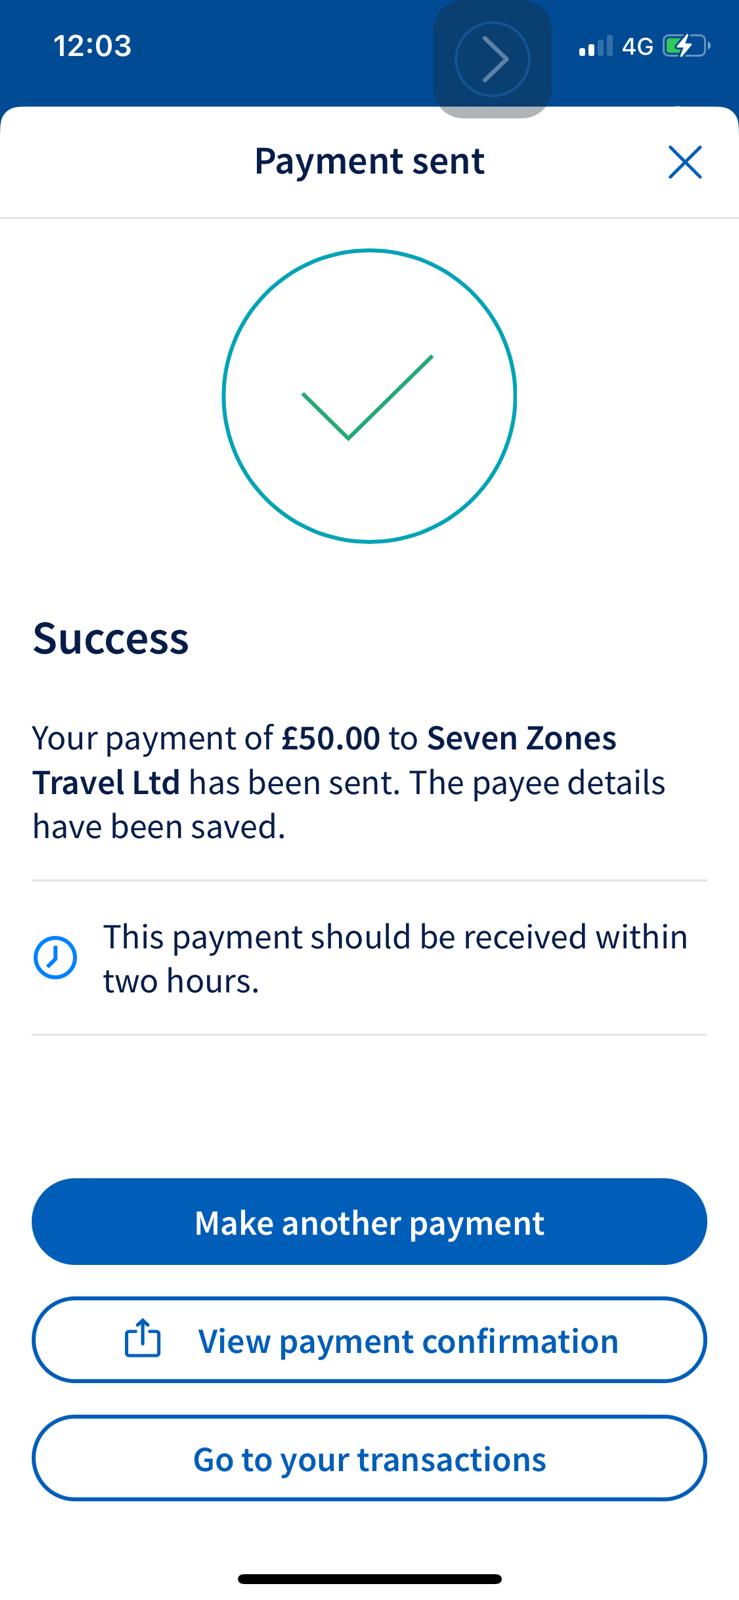 12:03
4G
Payment sent
Success
Your payment of £50.00 to Seven Zones
Travel Ltd has been sent. The payee details
have been saved.
This payment should be received within
two hours.
Make another payment
View payment confirmation
Go to your transactions